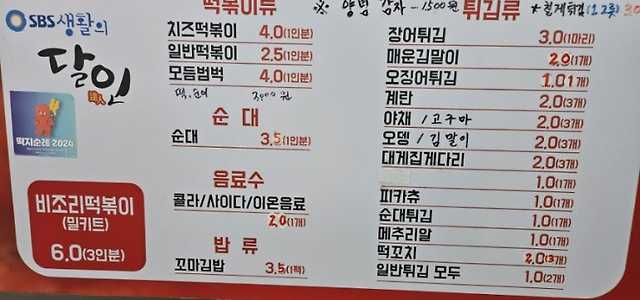 SBS 생활의
달인
떡지순례 2024
비조리떡볶이
(밀키트)
6.0(3인분)
떡볶이류
치즈떡볶이 4.0(1인분)
일반떡볶이 2.5(1인분)
모듬범벅 4.0(1인분)
떡.순대 3000원
순대
순대 3.5(1인분)
음료수
콜라/사이다/이온음료
2.0(1개)
밥류
꼬마김밥 3.5(1팩)
※ 양념 감자 - 1500원
튀김류
장어튀김 3.0(1마리)
매운김말이 2.0(1개)
오징어튀김 1.0 1개)
계란 2.0(3개)
야채 / 고구마 2.0(3개)
오뎅 / 김말이 2.0(3개)
대게집게다리 2.0(3개)
1.0(1개)
피카츄 1.0(1개)
순대튀김 1.0(1개)
메추리알 1.0(1개)
떡꼬치 2.0(3개)
일반튀김 모두 1.0(2개)